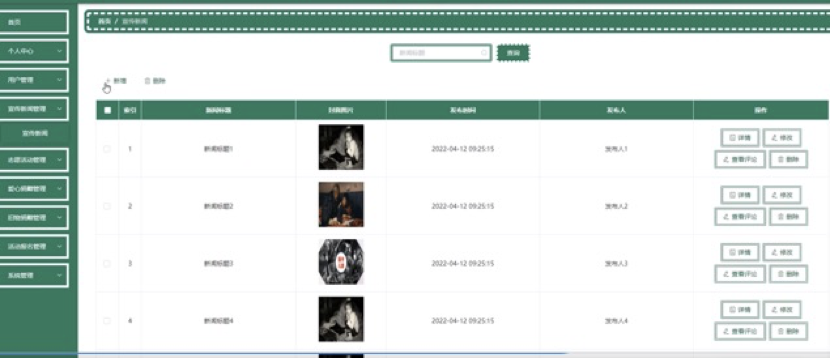 首页
首页 / 宣传新闻
个人中心
新闻标题
查询
用户管理
新增
删除
宣传新闻管理
索引 新闻标题 封面图片 发布时间 发布人 操作
宣传新闻
1 新闻标题1 2022-04-12 09:25:15 发布人1 详情 修改
查看评论 删除
志愿活动管理
爱心捐赠管理
2 新闻标题2 2022-04-12 09:25:15 发布人2 详情 修改
查看评论 删除
旧物捐赠管理
活动报名管理
3 新闻标题3 2022-04-12 09:25:15 发布人3 详情 修改
查看评论 删除
系统管理
4 新闻标题4 2022-04-12 09:25:15 发布人4 详情 修改
查看评论 删除